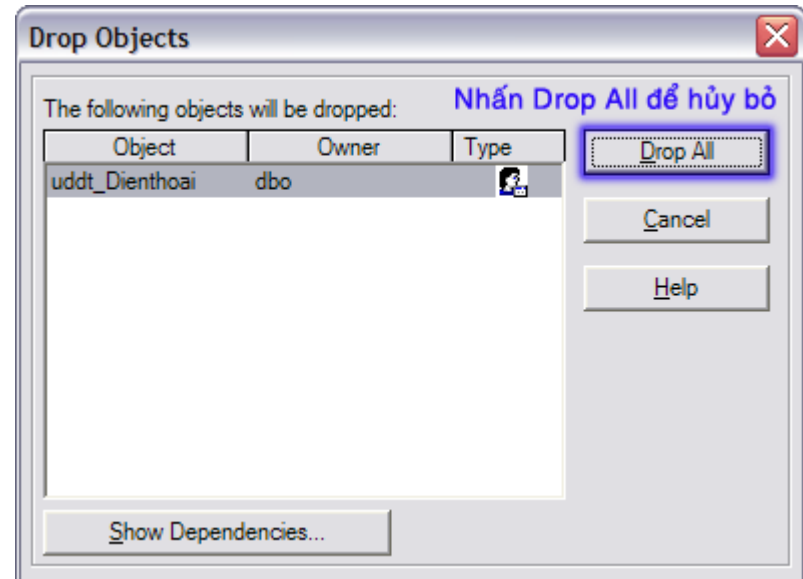 Drop Objects
The following objects will be dropped:
Nhấn Drop All để hủy bỏ
Object Owner Type
Drop All
uddt_Dienthoai dbo
Cancel
Help
Show Dependencies...